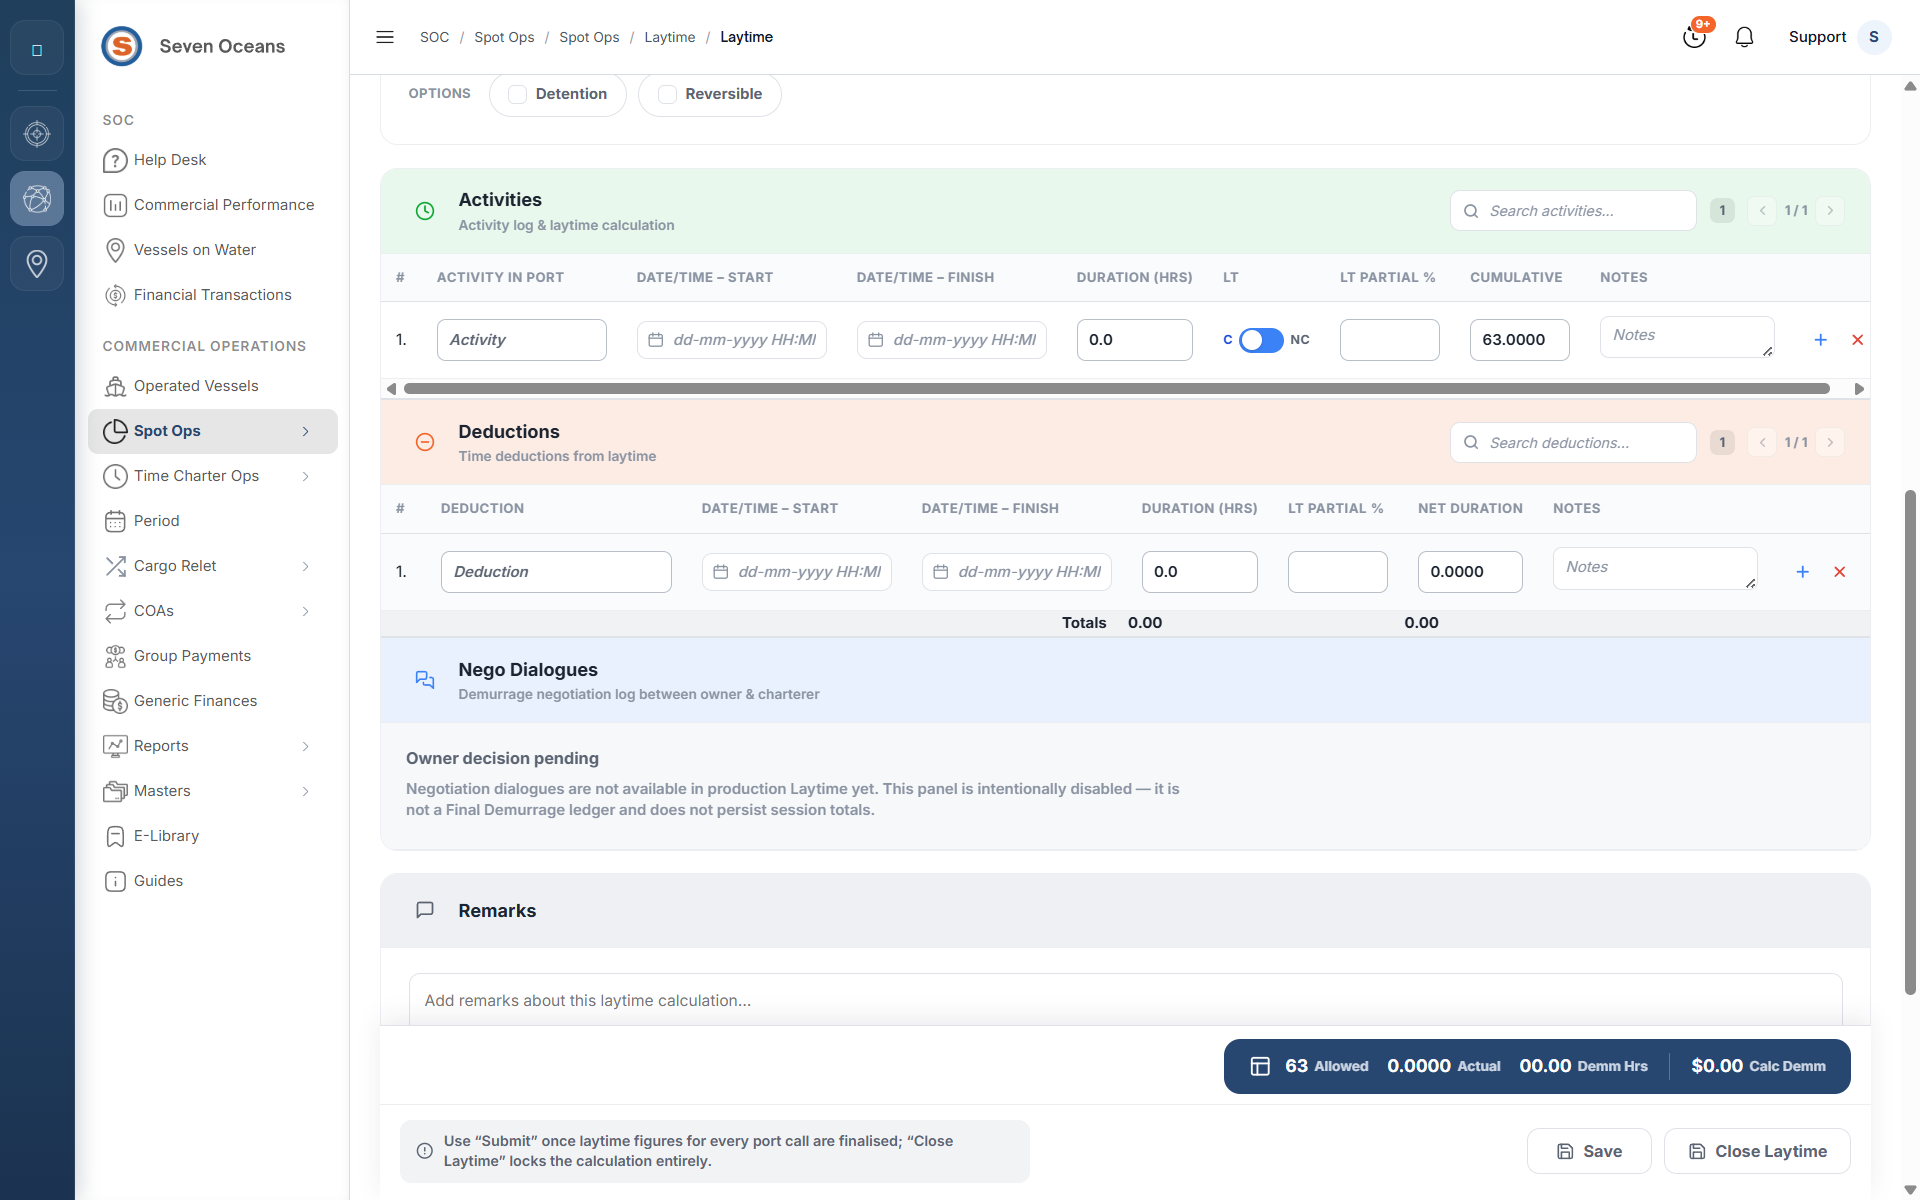 Seven Oceans
SOC / Spot Ops / Spot Ops / Laytime / Laytime
9+
Support S
SOC
Help Desk
Commercial Performance
Vessels on Water
Financial Transactions
COMMERCIAL OPERATIONS
Operated Vessels
Spot Ops
Time Charter Ops
Period
Cargo Relet
COAs
Group Payments
Generic Finances
Reports
Masters
E-Library
Guides
OPTIONS Detention Reversible
Activities
Activity log & laytime calculation
Search activities... 1 1 / 1
# ACTIVITY IN PORT DATE/TIME – START DATE/TIME – FINISH DURATION (HRS) LT LT PARTIAL % CUMULATIVE NOTES
1. Activity dd-mm-yyyy HH:MI dd-mm-yyyy HH:MI 0.0 C NC 63.0000 Notes
Deductions
Time deductions from laytime
Search deductions... 1 1 / 1
# DEDUCTION DATE/TIME – START DATE/TIME – FINISH DURATION (HRS) LT PARTIAL % NET DURATION NOTES
1. Deduction dd-mm-yyyy HH:MI dd-mm-yyyy HH:MI 0.0 0.0000 Notes
Totals 0.00 0.00
Nego Dialogues
Demurrage negotiation log between owner & charterer
Owner decision pending
Negotiation dialogues are not available in production Laytime yet. This panel is intentionally disabled — it is
not a Final Demurrage ledger and does not persist session totals.
Remarks
Add remarks about this laytime calculation...
63 Allowed 0.0000 Actual 00.00 Demm Hrs $0.00 Calc Demm
Use “Submit” once laytime figures for every port call are finalised; “Close
Laytime” locks the calculation entirely.
Save Close Laytime